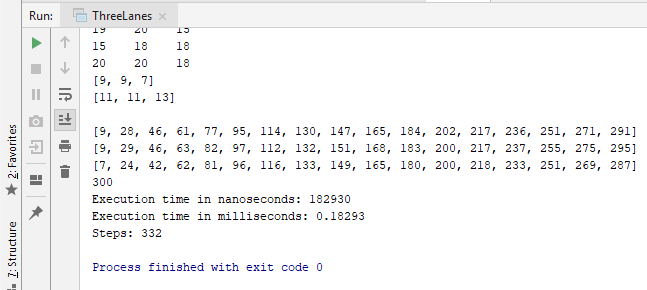 Run: ThreeLanes
19 20 15
15 18 18
20 20 18
[9, 9, 7]
[11, 11, 13]
[9, 28, 46, 61, 77, 95, 114, 130, 147, 165, 184, 202, 217, 236, 251, 271, 291]
[9, 29, 46, 63, 82, 97, 112, 132, 151, 168, 183, 200, 217, 237, 255, 275, 295]
[7, 24, 42, 62, 81, 96, 116, 133, 149, 165, 180, 200, 218, 233, 251, 269, 287]
300
Execution time in nanoseconds: 182930
Execution time in milliseconds: 0.18293
Steps: 332
Process finished with exit code 0
2: Favorites
7: Structure